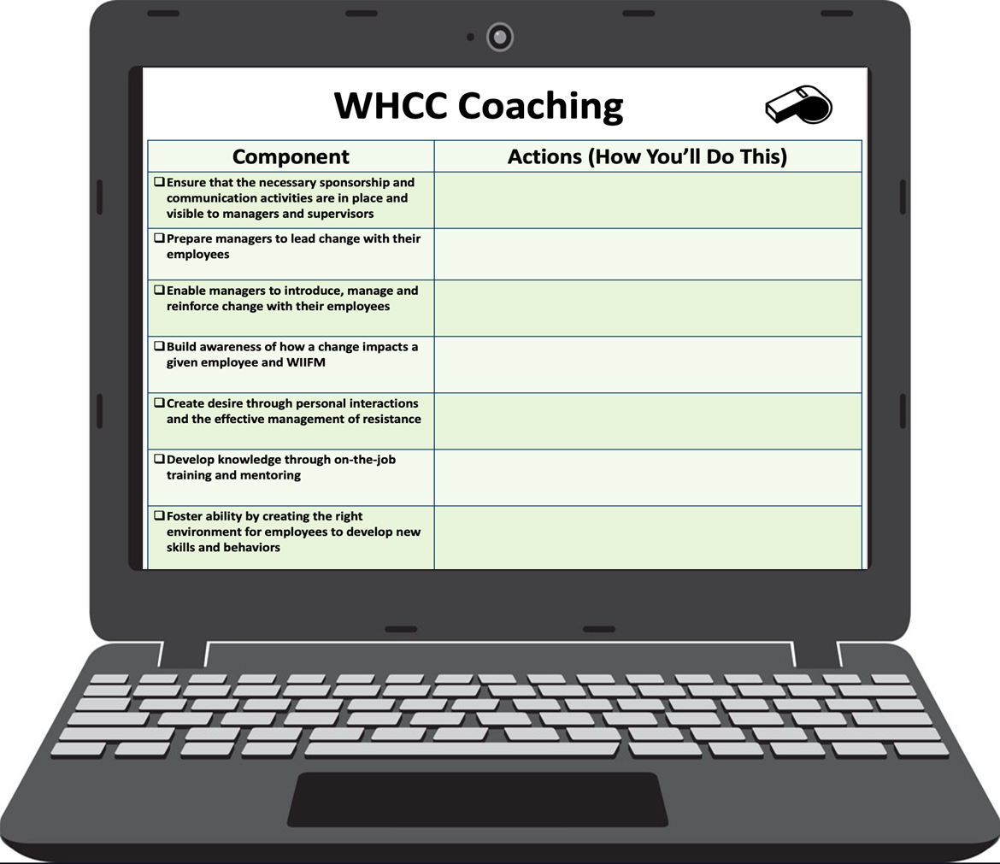 WHCC Coaching
Component
Actions (How You’ll Do This)
❑Ensure that the necessary sponsorship and
communication activities are in place and
visible to managers and supervisors
❑Prepare managers to lead change with their
employees
❑Enable managers to introduce, manage and
reinforce change with their employees
❑Build awareness of how a change impacts a
given employee and WIIFM
❑Create desire through personal interactions
and the effective management of resistance
❑Develop knowledge through on-the-job
training and mentoring
❑Foster ability by creating the right
environment for employees to develop new
skills and behaviors